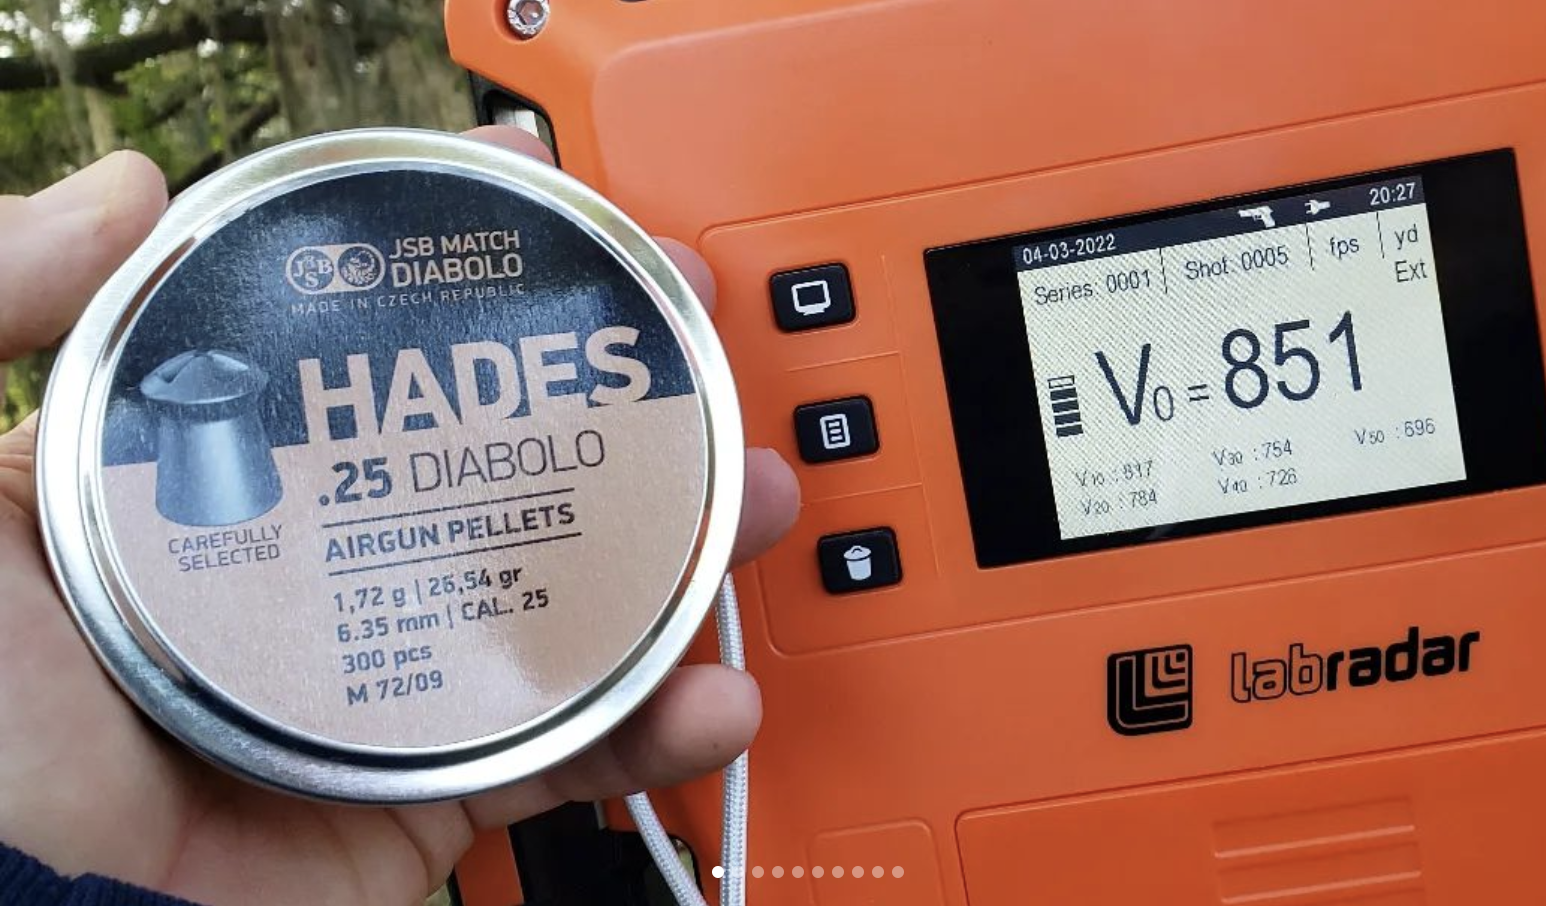 JSB
JSB MATCH
DIABOLO
MADE IN CZECH REPUBLIC
HADES
.25 DIABOLO
AIRGUN PELLETS
CAREFULLY
SELECTED
1,72 g | 26,54 gr
6.35 mm | CAL. 25
300 pcs
M 72/09
04-03-2022 20:27
Series: 0001 Shot: 0005 fps yd
Ext
V0 = 851
V10 : 817 V30 : 754 V50 : 696
V20 : 784 V40 : 726
labradar